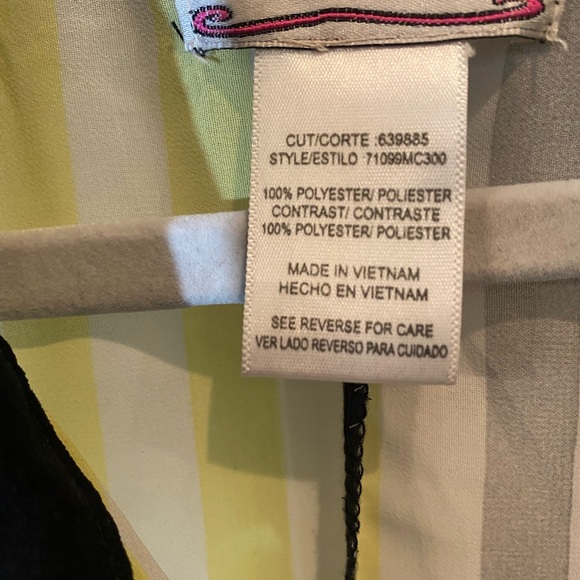 CUT/CORTE :639885
STYLE/ESTILO 71099MC300
100% POLYESTER/ POLIESTER
CONTRAST/ CONTRASTE
100% POLYESTER/ POLIESTER
MADE IN VIETNAM
HECHO EN VIETNAM
SEE REVERSE FOR CARE
VER LADO REVERSO PARA CUIDADO